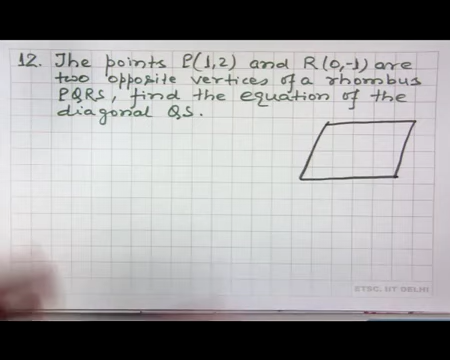 12. The points P(1,2) and R(0,-1) are
two opposite vertices of a rhombus
PQRS, find the equation of the
diagonal QS.
ETSC, IIT DELHI